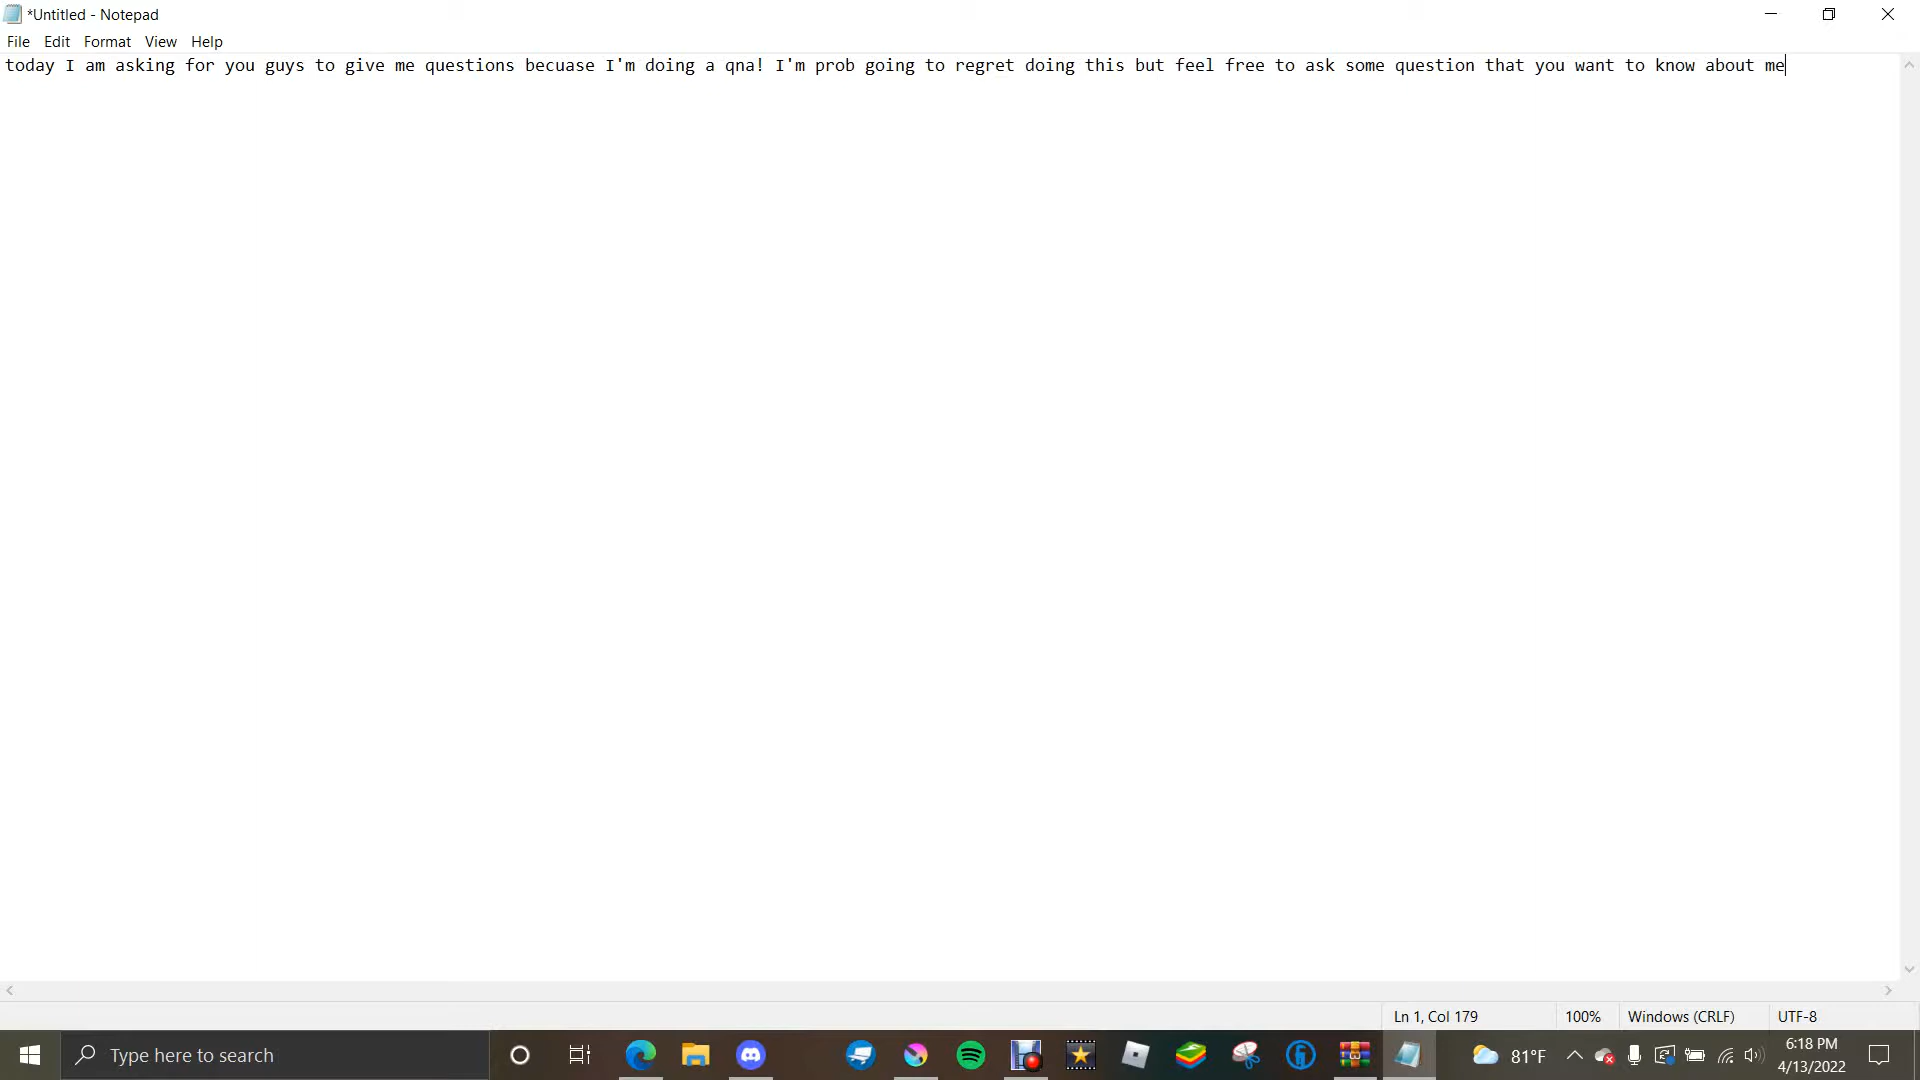 *Untitled - Notepad
File Edit Format View Help
today I am asking for you guys to give me questions becuase I'm doing a qna! I'm prob going to regret doing this but feel free to ask some question that you want to know about me
Ln 1, Col 179 100% Windows (CRLF) UTF-8
Type here to search 81°F 6:18 PM
4/13/2022